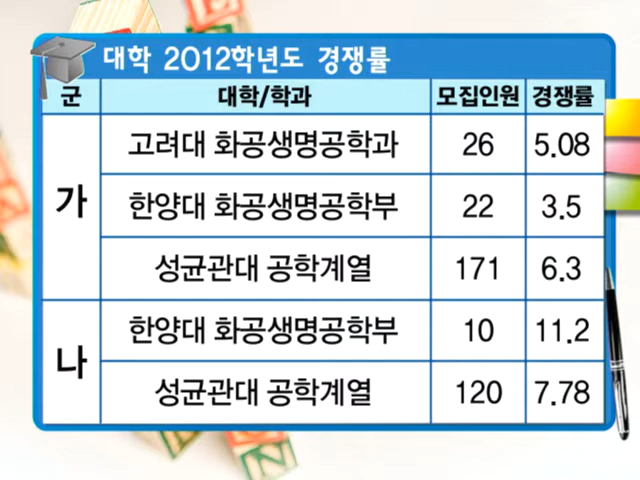 대학 2012학년도 경쟁률
군 대학/학과 모집인원 경쟁률
가
고려대 화공생명공학과 26 5.08
한양대 화공생명공학부 22 3.5
성균관대 공학계열 171 6.3
나
한양대 화공생명공학부 10 11.2
성균관대 공학계열 120 7.78